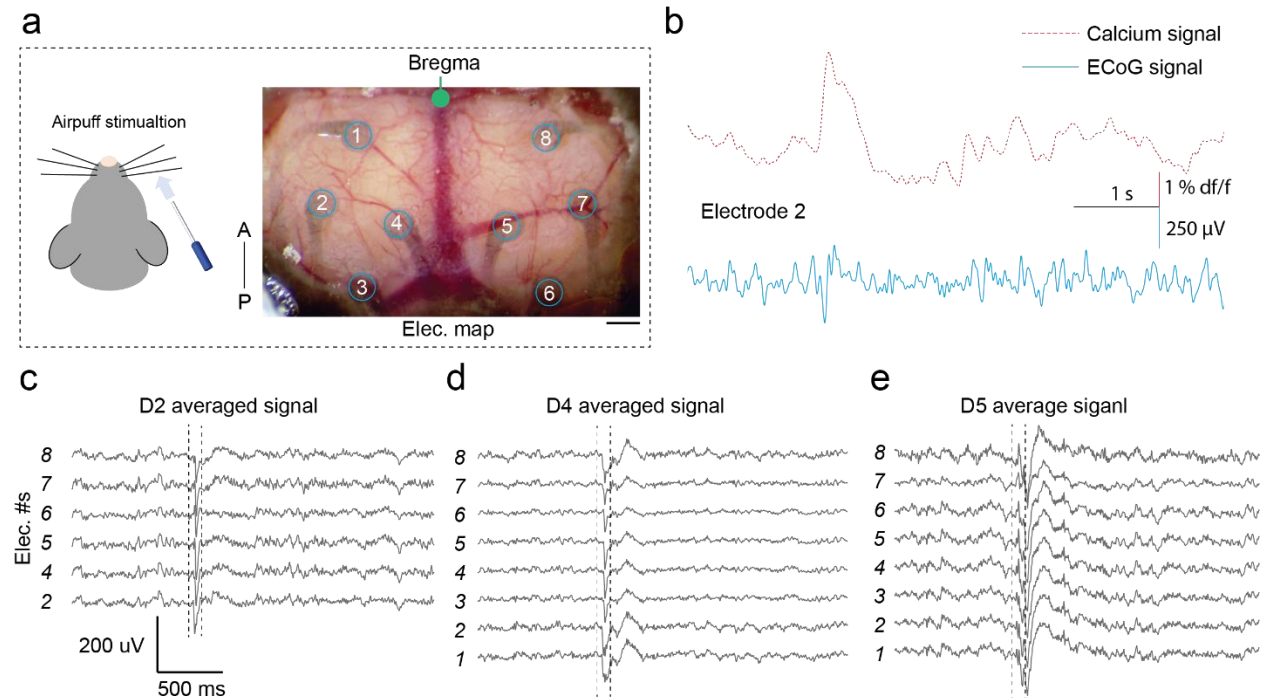 a
Airpuff stimualtion
Bregma
1
8
2
7
4
5
3
6
A
P
Elec. map
b
Calcium signal
ECoG signal
Electrode 2
1 s
1 % df/f
250 µV
c
D2 averaged signal
Elec. #s
8
7
6
5
4
2
200 uV
500 ms
d
D4 averaged signal
8
7
6
5
4
3
2
1
e
D5 average siganl
8
7
6
5
4
3
2
1